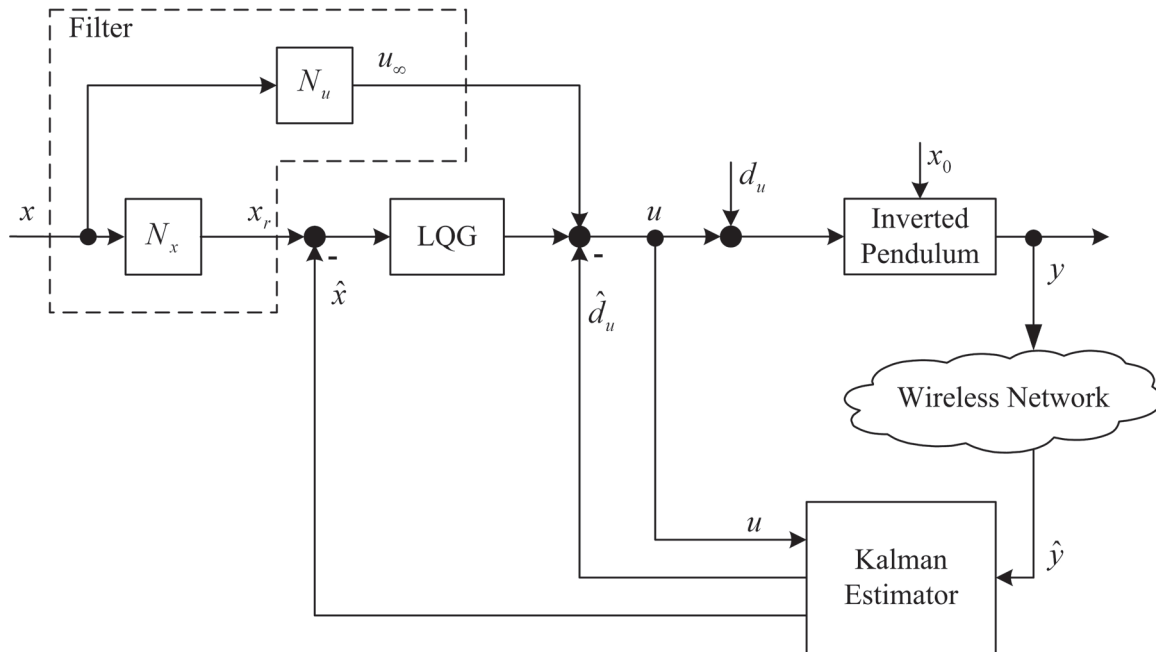 Filter
N_u
u_∞
x
N_x
x_r
-
x̂
LQG
-
d̂_u
u
d_u
x_0
Inverted
Pendulum
y
Wireless Network
u
Kalman
Estimator
ŷ